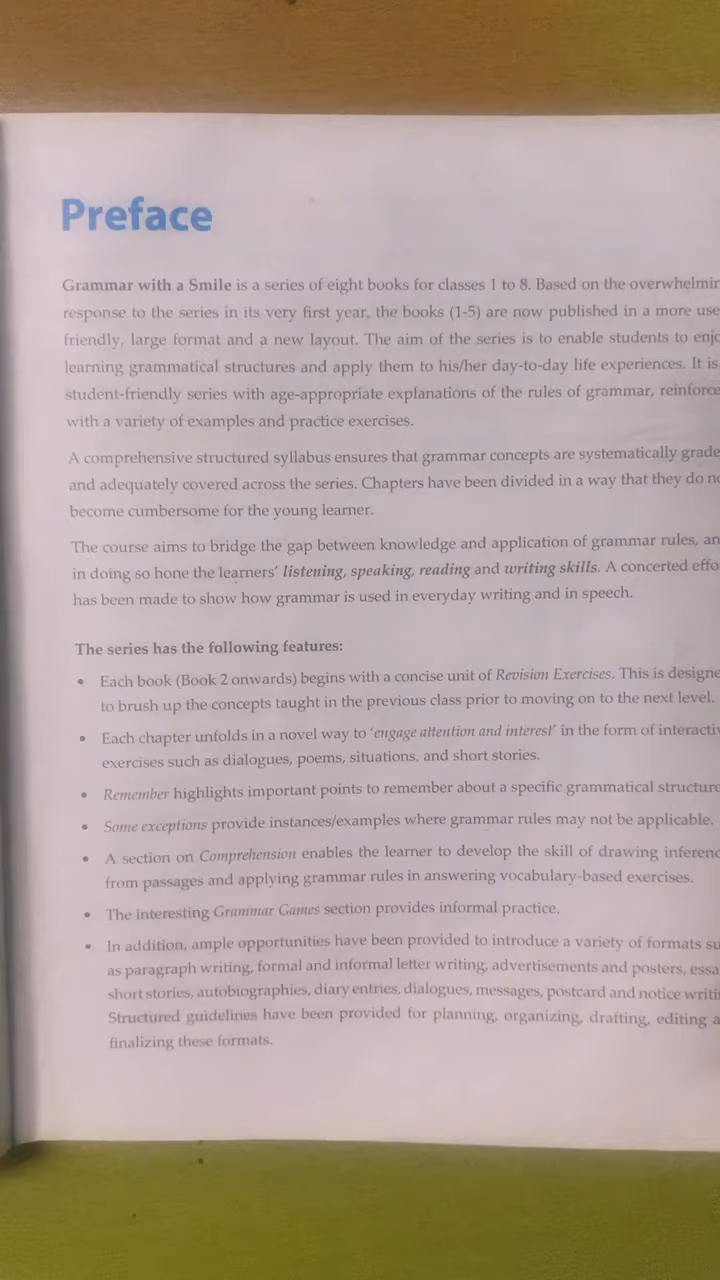 Preface
Grammar with a Smile is a series of eight books for classes 1 to 8. Based on the overwhelmin
response to the series in its very first year, the books (1-5) are now published in a more use
friendly, large format and a new layout. The aim of the series is to enable students to enjo
learning grammatical structures and apply them to his/her day-to-day life experiences. It is
student-friendly series with age-appropriate explanations of the rules of grammar, reinforce
with a variety of examples and practice exercises.
A comprehensive structured syllabus ensures that grammar concepts are systematically grade
and adequately covered across the series. Chapters have been divided in a way that they do no
become cumbersome for the young learner.
The course aims to bridge the gap between knowledge and application of grammar rules, an
in doing so hone the learners' listening, speaking, reading and writing skills. A concerted effo
has been made to show how grammar is used in everyday writing and in speech.
The series has the following features:
• Each book (Book 2 onwards) begins with a concise unit of Revision Exercises. This is designe
to brush up the concepts taught in the previous class prior to moving on to the next level.
• Each chapter unfolds in a novel way to 'engage attention and interest' in the form of interactiv
exercises such as dialogues, poems, situations, and short stories.
• Remember highlights important points to remember about a specific grammatical structure
• Some exceptions provide instances/examples where grammar rules may not be applicable.
• A section on Comprehension enables the learner to develop the skill of drawing inferenc
from passages and applying grammar rules in answering vocabulary-based exercises.
• The interesting Grammar Games section provides informal practice.
• In addition, ample opportunities have been provided to introduce a variety of formats su
as paragraph writing, formal and informal letter writing, advertisements and posters, essa
short stories, autobiographies, diary entries, dialogues, messages, postcard and notice writi
Structured guidelines have been provided for planning, organizing, drafting, editing a
finalizing these formats.